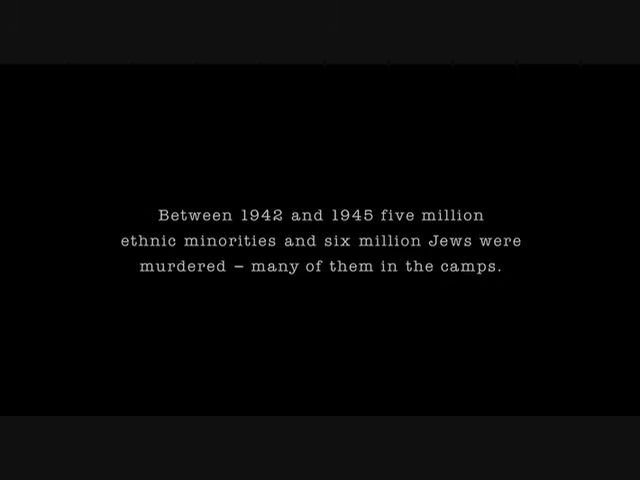 Between 1942 and 1945 five million
ethnic minorities and six million Jews were
murdered – many of them in the camps.